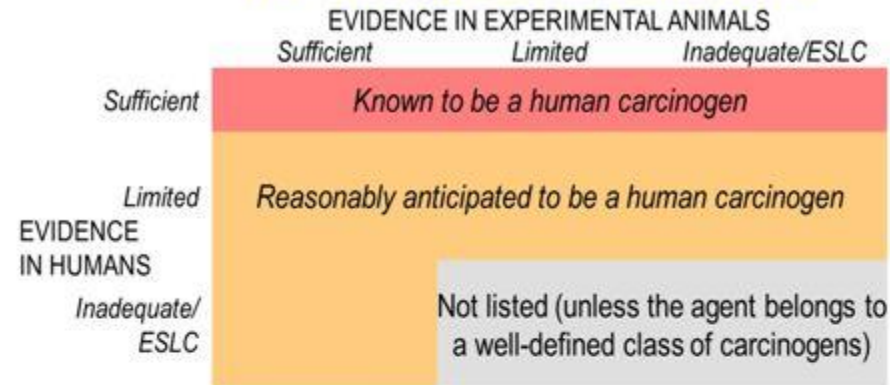 EVIDENCE IN EXPERIMENTAL ANIMALS
Sufficient Limited Inadequate/ESLC
Sufficient Known to be a human carcinogen
Limited Reasonably anticipated to be a human carcinogen
EVIDENCE
IN HUMANS
Inadequate/
ESLC
Not listed (unless the agent belongs to
a well-defined class of carcinogens)